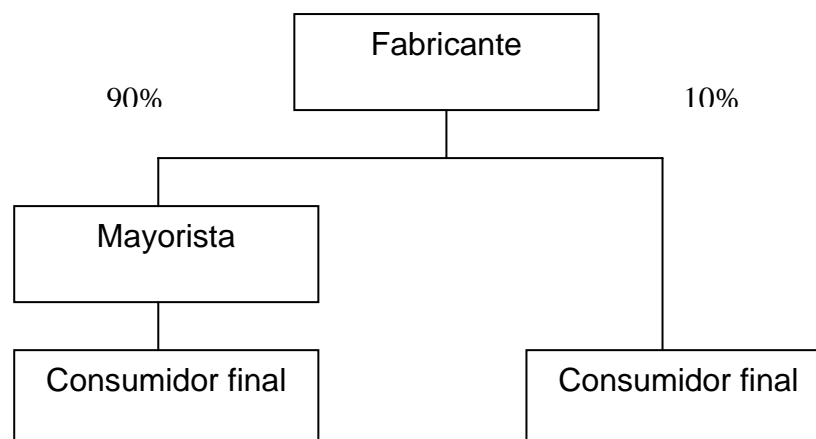 Fabricante
90%
10%
Mayorista
Consumidor final
Consumidor final